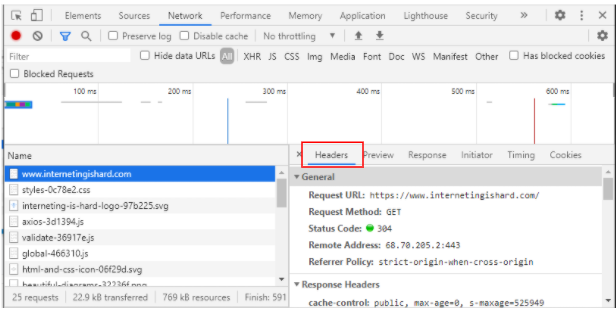 Elements Sources Network Performance Memory Application Lighthouse Security »
Preserve log Disable cache No throttling
Filter Hide data URLs All XHR JS CSS Img Media Font Doc WS Manifest Other Has blocked cookies
Blocked Requests
100 ms 200 ms 300 ms 400 ms 500 ms 600 ms
Name × Headers Preview Response Initiator Timing Cookies
www.internetingishard.com
styles-0c78e2.css
interneting-is-hard-logo-97b225.svg
axios-3d1394.js
validate-36917e.js
global-466310.js
html-and-css-icon-06f29d.svg
beautiful-diagrams-32236f.png
25 requests 22.9 kB transferred 769 kB resources Finish: 591
▼ General
Request URL: https://www.internetingishard.com/
Request Method: GET
Status Code: 304
Remote Address: 68.70.205.2:443
Referrer Policy: strict-origin-when-cross-origin
▼ Response Headers
cache-control: public, max-age=0, s-maxage=525949